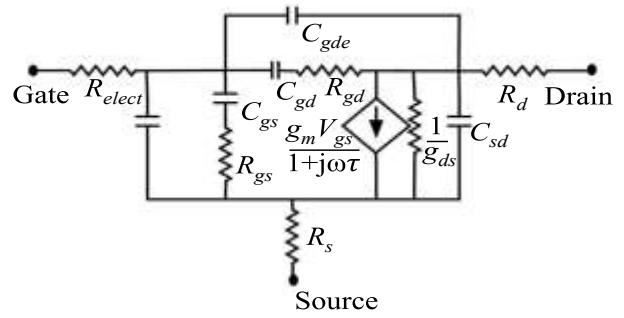 C_gde
Gate
R_elect
C_gd
R_gd
R_d
Drain
C_gs
R_gs
g_m V_gs
1+jωτ
1
g_ds
C_sd
R_s
Source